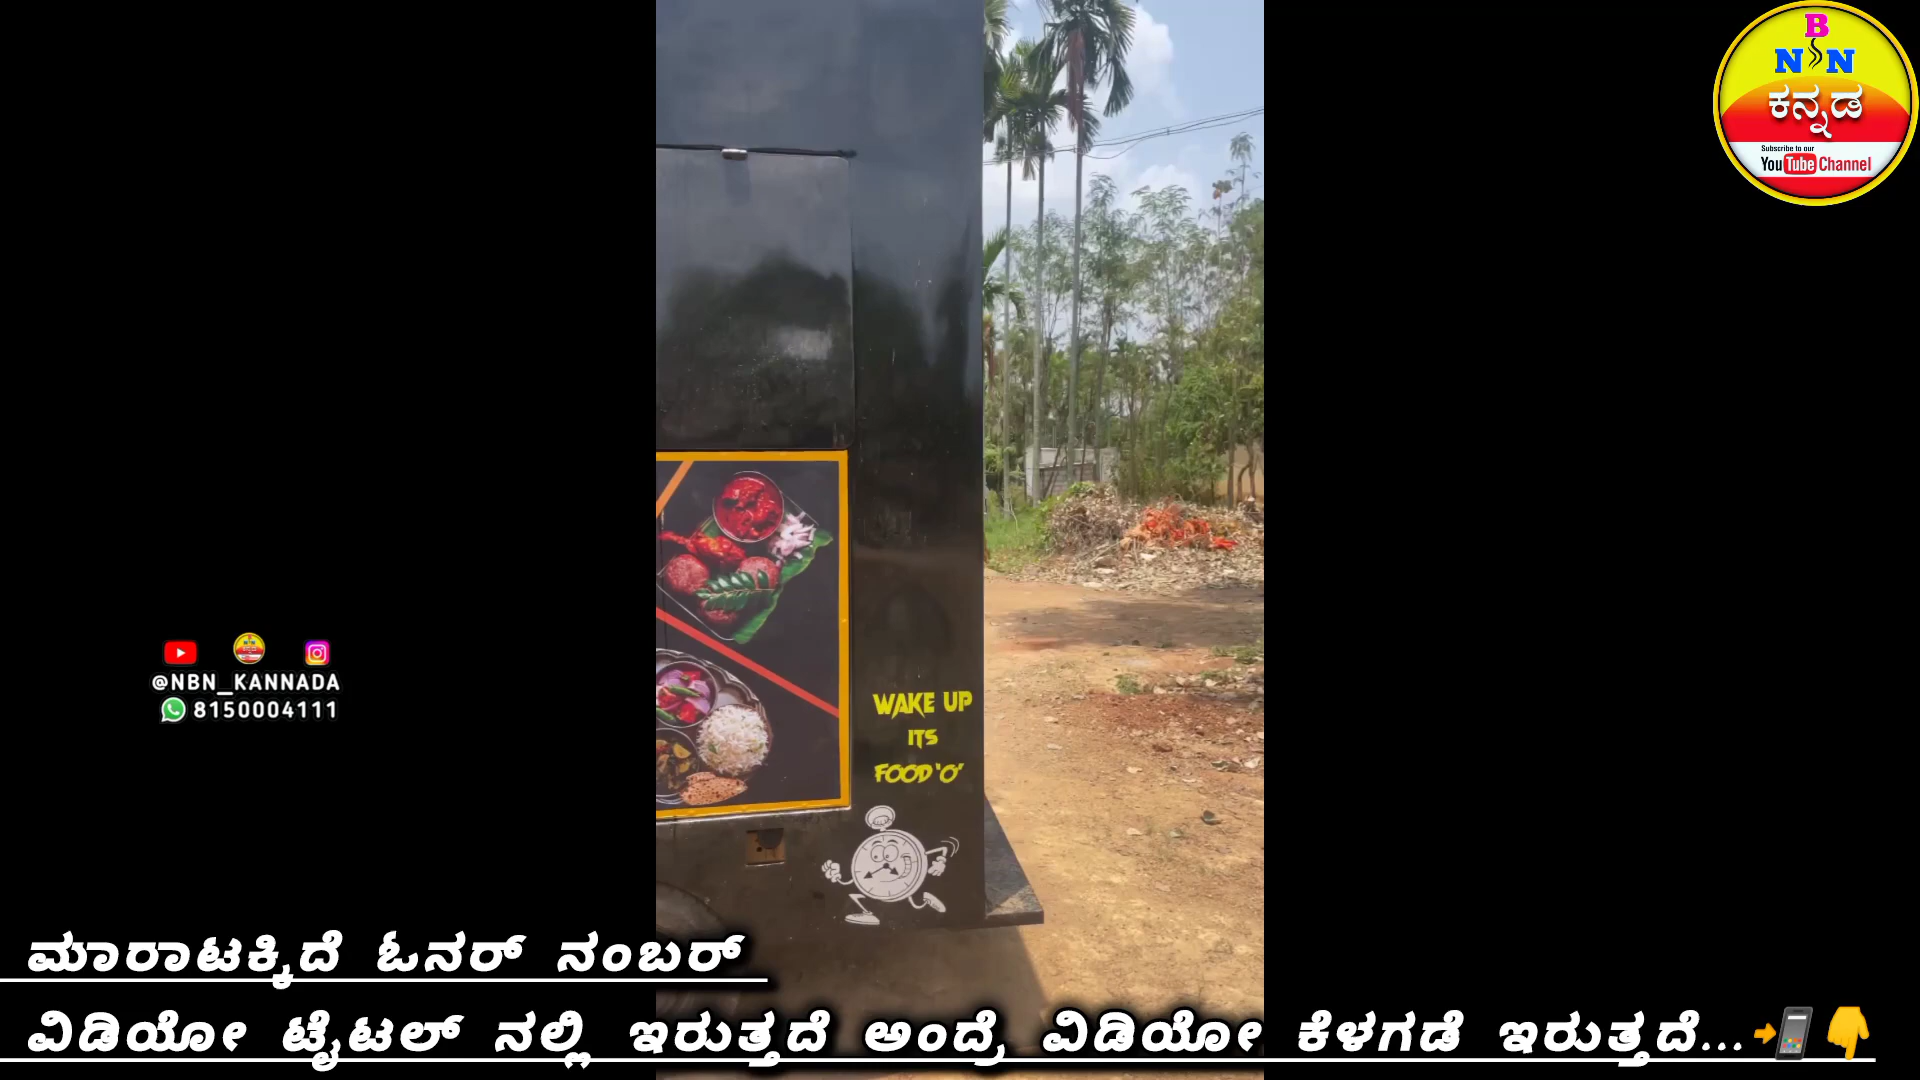 B
N N
ಕನ್ನಡ
Subscribe to our
YouTube Channel
WAKE UP
ITS
FOOD 'O'
@NBN_KANNADA
8150004111
ಮಾರಾಟಕ್ಕಿದೆ ಓನರ್ ನಂಬರ್
ವಿಡಿಯೋ ಟೈಟಲ್ ನಲ್ಲಿ ಇರುತ್ತದೆ ಅಂದ್ರೆ ವಿಡಿಯೋ ಕೆಳಗಡೆ ಇರುತ್ತದೆ...